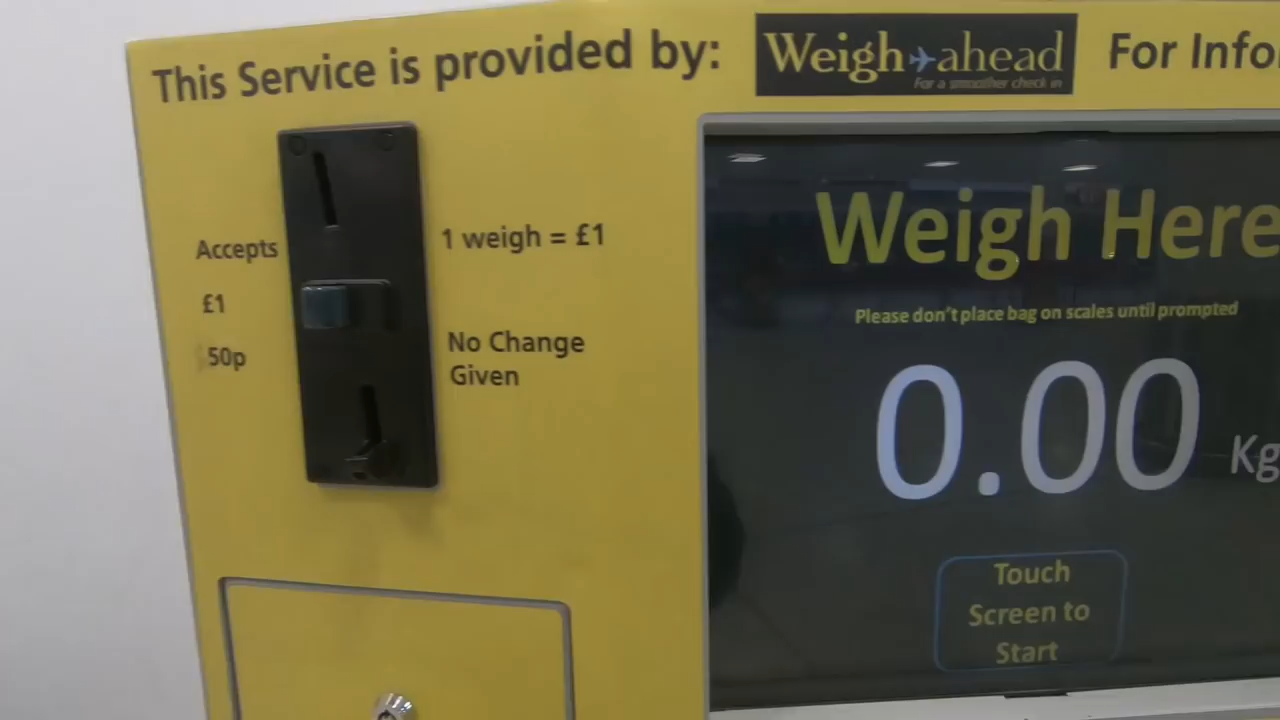 This Service is provided by:
Weigh ahead
For a smoother check in
For
Accepts
£1
50p
1 weigh = £1
No Change
Given
Weigh Here
Please don't place bag on scales until prompted
0.00 Kg
Touch
Screen to
Start